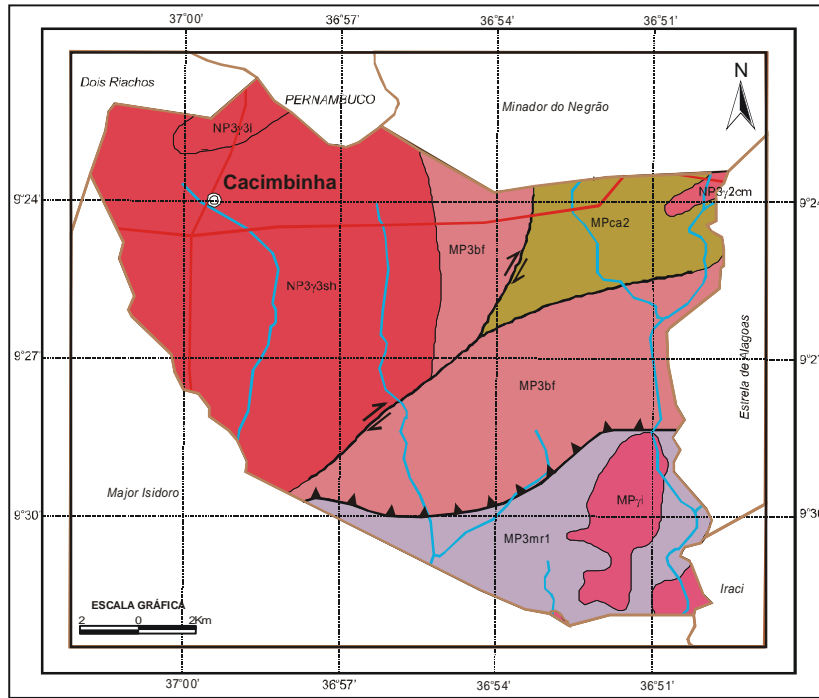 37°00'
36°57'
36°54'
36°51'
Dois Riachos
PERNAMBUCO
Minador do Negrão
N
NP3γ3i
Cacimbinha
NP3γ2cm
9°24'
9°24'
MPca2
MP3bf
NP3γ3sh
Estrela de Alagoas
9°27'
9°27'
MP3bf
Major Isidoro
MPγi
9°30'
9°30'
MP3mr1
Iraci
ESCALA GRÁFICA
2 0 2Km
37°00'
36°57'
36°54'
36°51'